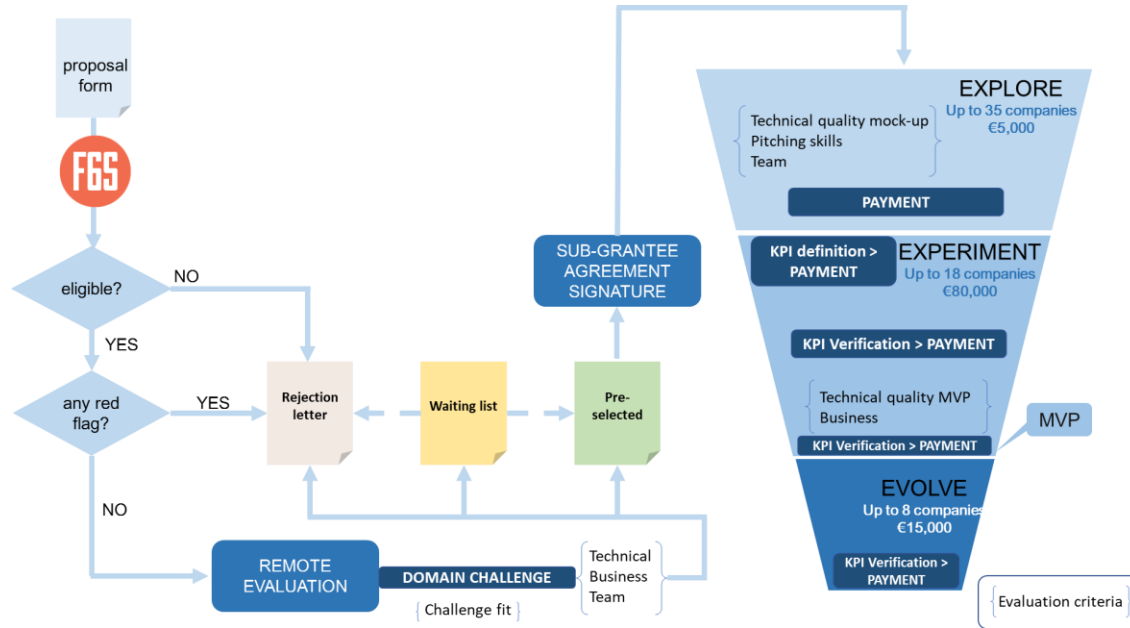 proposal
form
F6S
eligible?
NO
YES
any red
flag?
YES
NO
Rejection
letter
Waiting list
Pre-
selected
SUB-GRANTEE
AGREEMENT
SIGNATURE
REMOTE
EVALUATION
DOMAIN CHALLENGE
Challenge fit
Technical
Business
Team
EXPLORE
Up to 35 companies
€5,000
Technical quality mock-up
Pitching skills
Team
PAYMENT
KPI definition >
PAYMENT
EXPERIMENT
Up to 18 companies
€80,000
KPI Verification > PAYMENT
Technical quality MVP
Business
KPI Verification > PAYMENT
MVP
EVOLVE
Up to 8 companies
€15,000
KPI Verification >
PAYMENT
Evaluation criteria